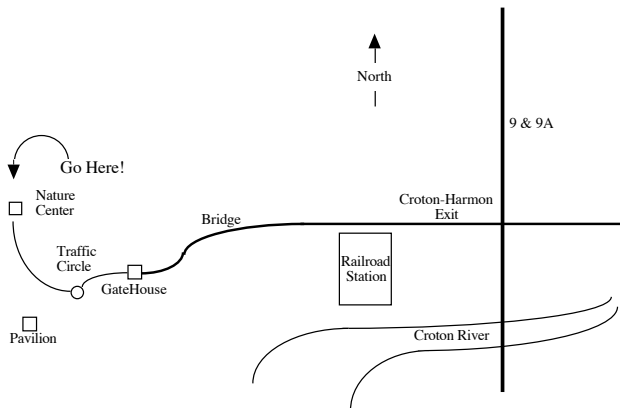 North
9 & 9A
Go Here!
Nature
Center
Croton-Harmon
Exit
Bridge
Traffic
Circle
Railroad
Station
GateHouse
Croton River
Pavilion